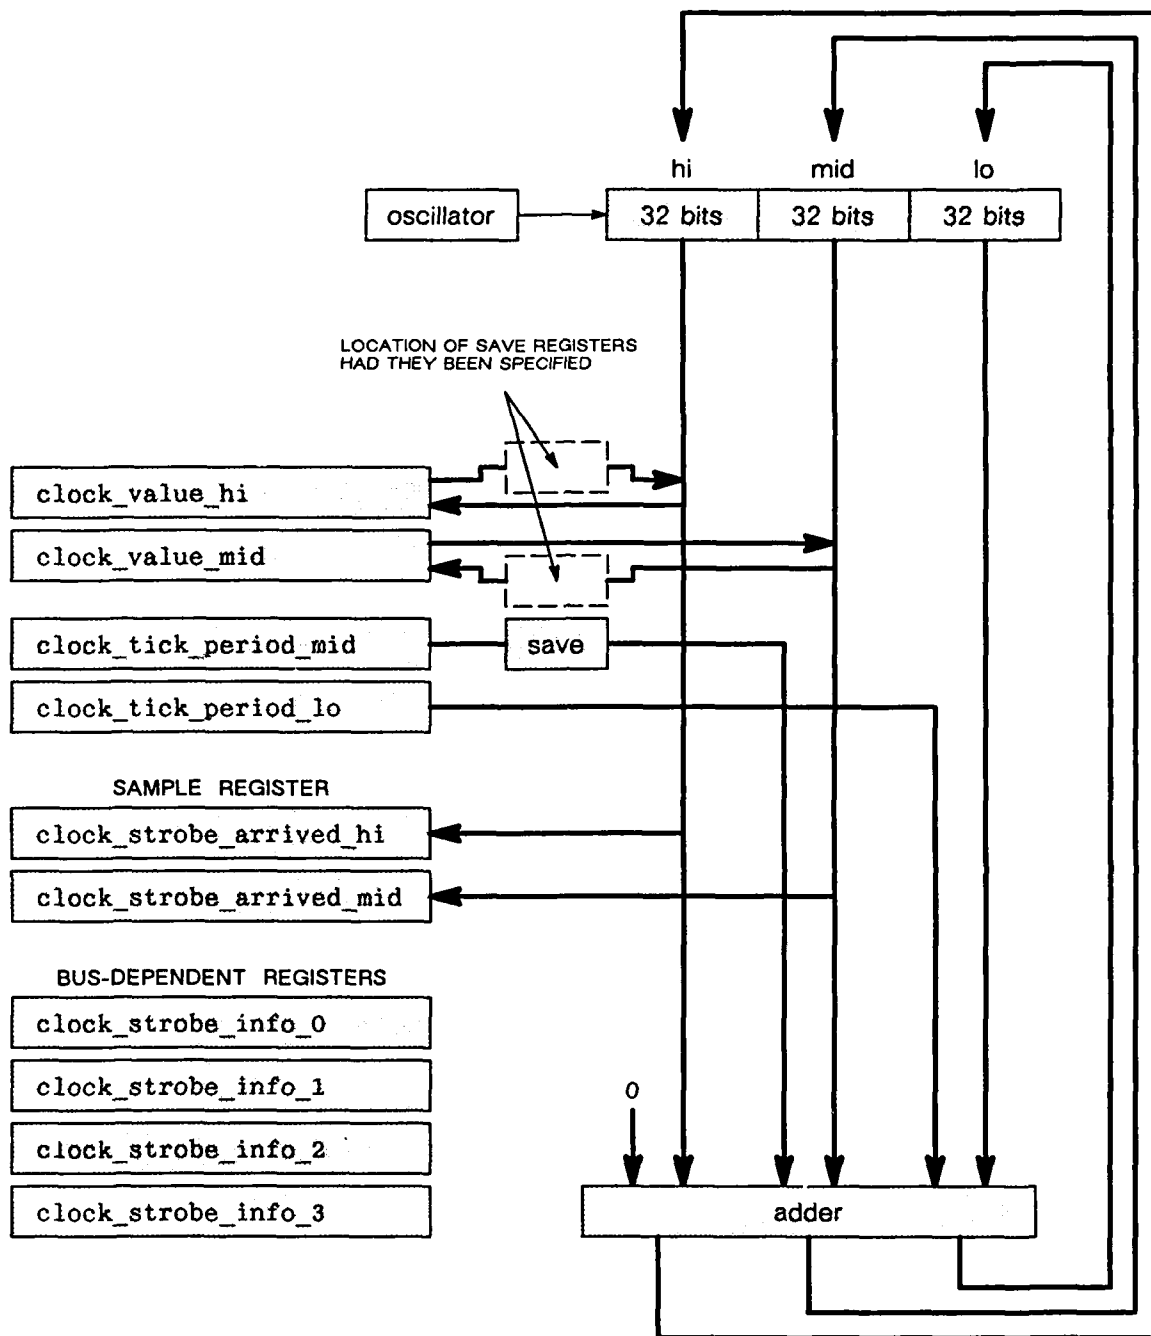 hi mid lo
oscillator 32 bits 32 bits 32 bits
LOCATION OF SAVE REGISTERS
HAD THEY BEEN SPECIFIED
clock_value_hi
clock_value_mid
clock_tick_period_mid save
clock_tick_period_lo
SAMPLE REGISTER
clock_strobe_arrived_hi
clock_strobe_arrived_mid
BUS-DEPENDENT REGISTERS
clock_strobe_info_0
clock_strobe_info_1
0
clock_strobe_info_2
clock_strobe_info_3
adder